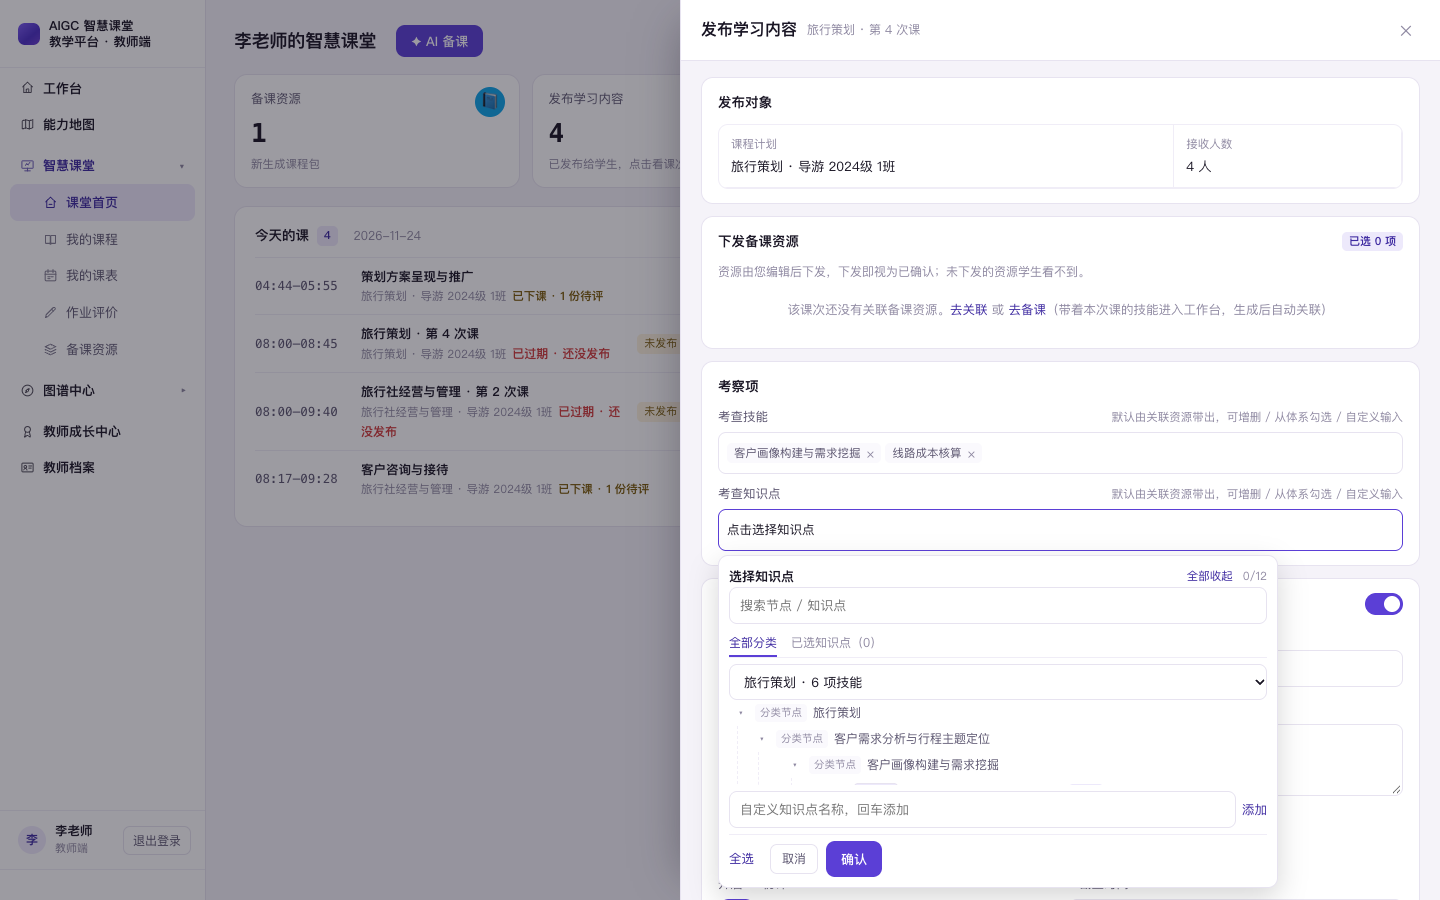 AIGC 智慧课堂
教学平台 · 教师端
工作台
能力地图
智慧课堂
课堂首页
我的课程
我的课表
作业评价
备课资源
图谱中心
教师成长中心
教师档案
李
李老师
教师端
退出登录
李老师的智慧课堂
✦ AI 备课
备课资源
1
新生成课程包
发布学习内容
4
已发布给学生，点击看课
今天的课 4 2026-11-24
04:44-05:55
策划方案呈现与推广
旅行策划 · 导游 2024级 1班 已下课 · 1 份待评
08:00-08:45
旅行策划 · 第 4 次课
旅行策划 · 导游 2024级 1班 已过期 · 还没发布
未发布
08:00-09:40
旅行社经营与管理 · 第 2 次课
旅行社经营与管理 · 导游 2024级 1班 已过期 · 还
没发布
未发布
08:17-09:28
客户咨询与接待
旅行社经营与管理 · 导游 2024级 1班 已下课 · 1 份待评
发布学习内容 旅行策划 · 第 4 次课
发布对象
课程计划
旅行策划 · 导游 2024级 1班
接收人数
4 人
下发备课资源
已选 0 项
资源由您编辑后下发，下发即视为已确认；未下发的资源学生看不到。
该课次还没有关联备课资源。去关联 或 去备课（带着本次课的技能进入工作台，生成后自动关联）
考察项
考查技能
默认由关联资源带出，可增删 / 从体系勾选 / 自定义输入
客户画像构建与需求挖掘 × 线路成本核算 ×
考查知识点
默认由关联资源带出，可增删 / 从体系勾选 / 自定义输入
点击选择知识点
选择知识点
全部收起 0/12
搜索节点 / 知识点
全部分类 已选知识点（0）
旅行策划 · 6 项技能
分类节点 旅行策划
分类节点 客户需求分析与行程主题定位
分类节点 客户画像构建与需求挖掘
自定义知识点名称，回车添加
添加
全选
取消
确认